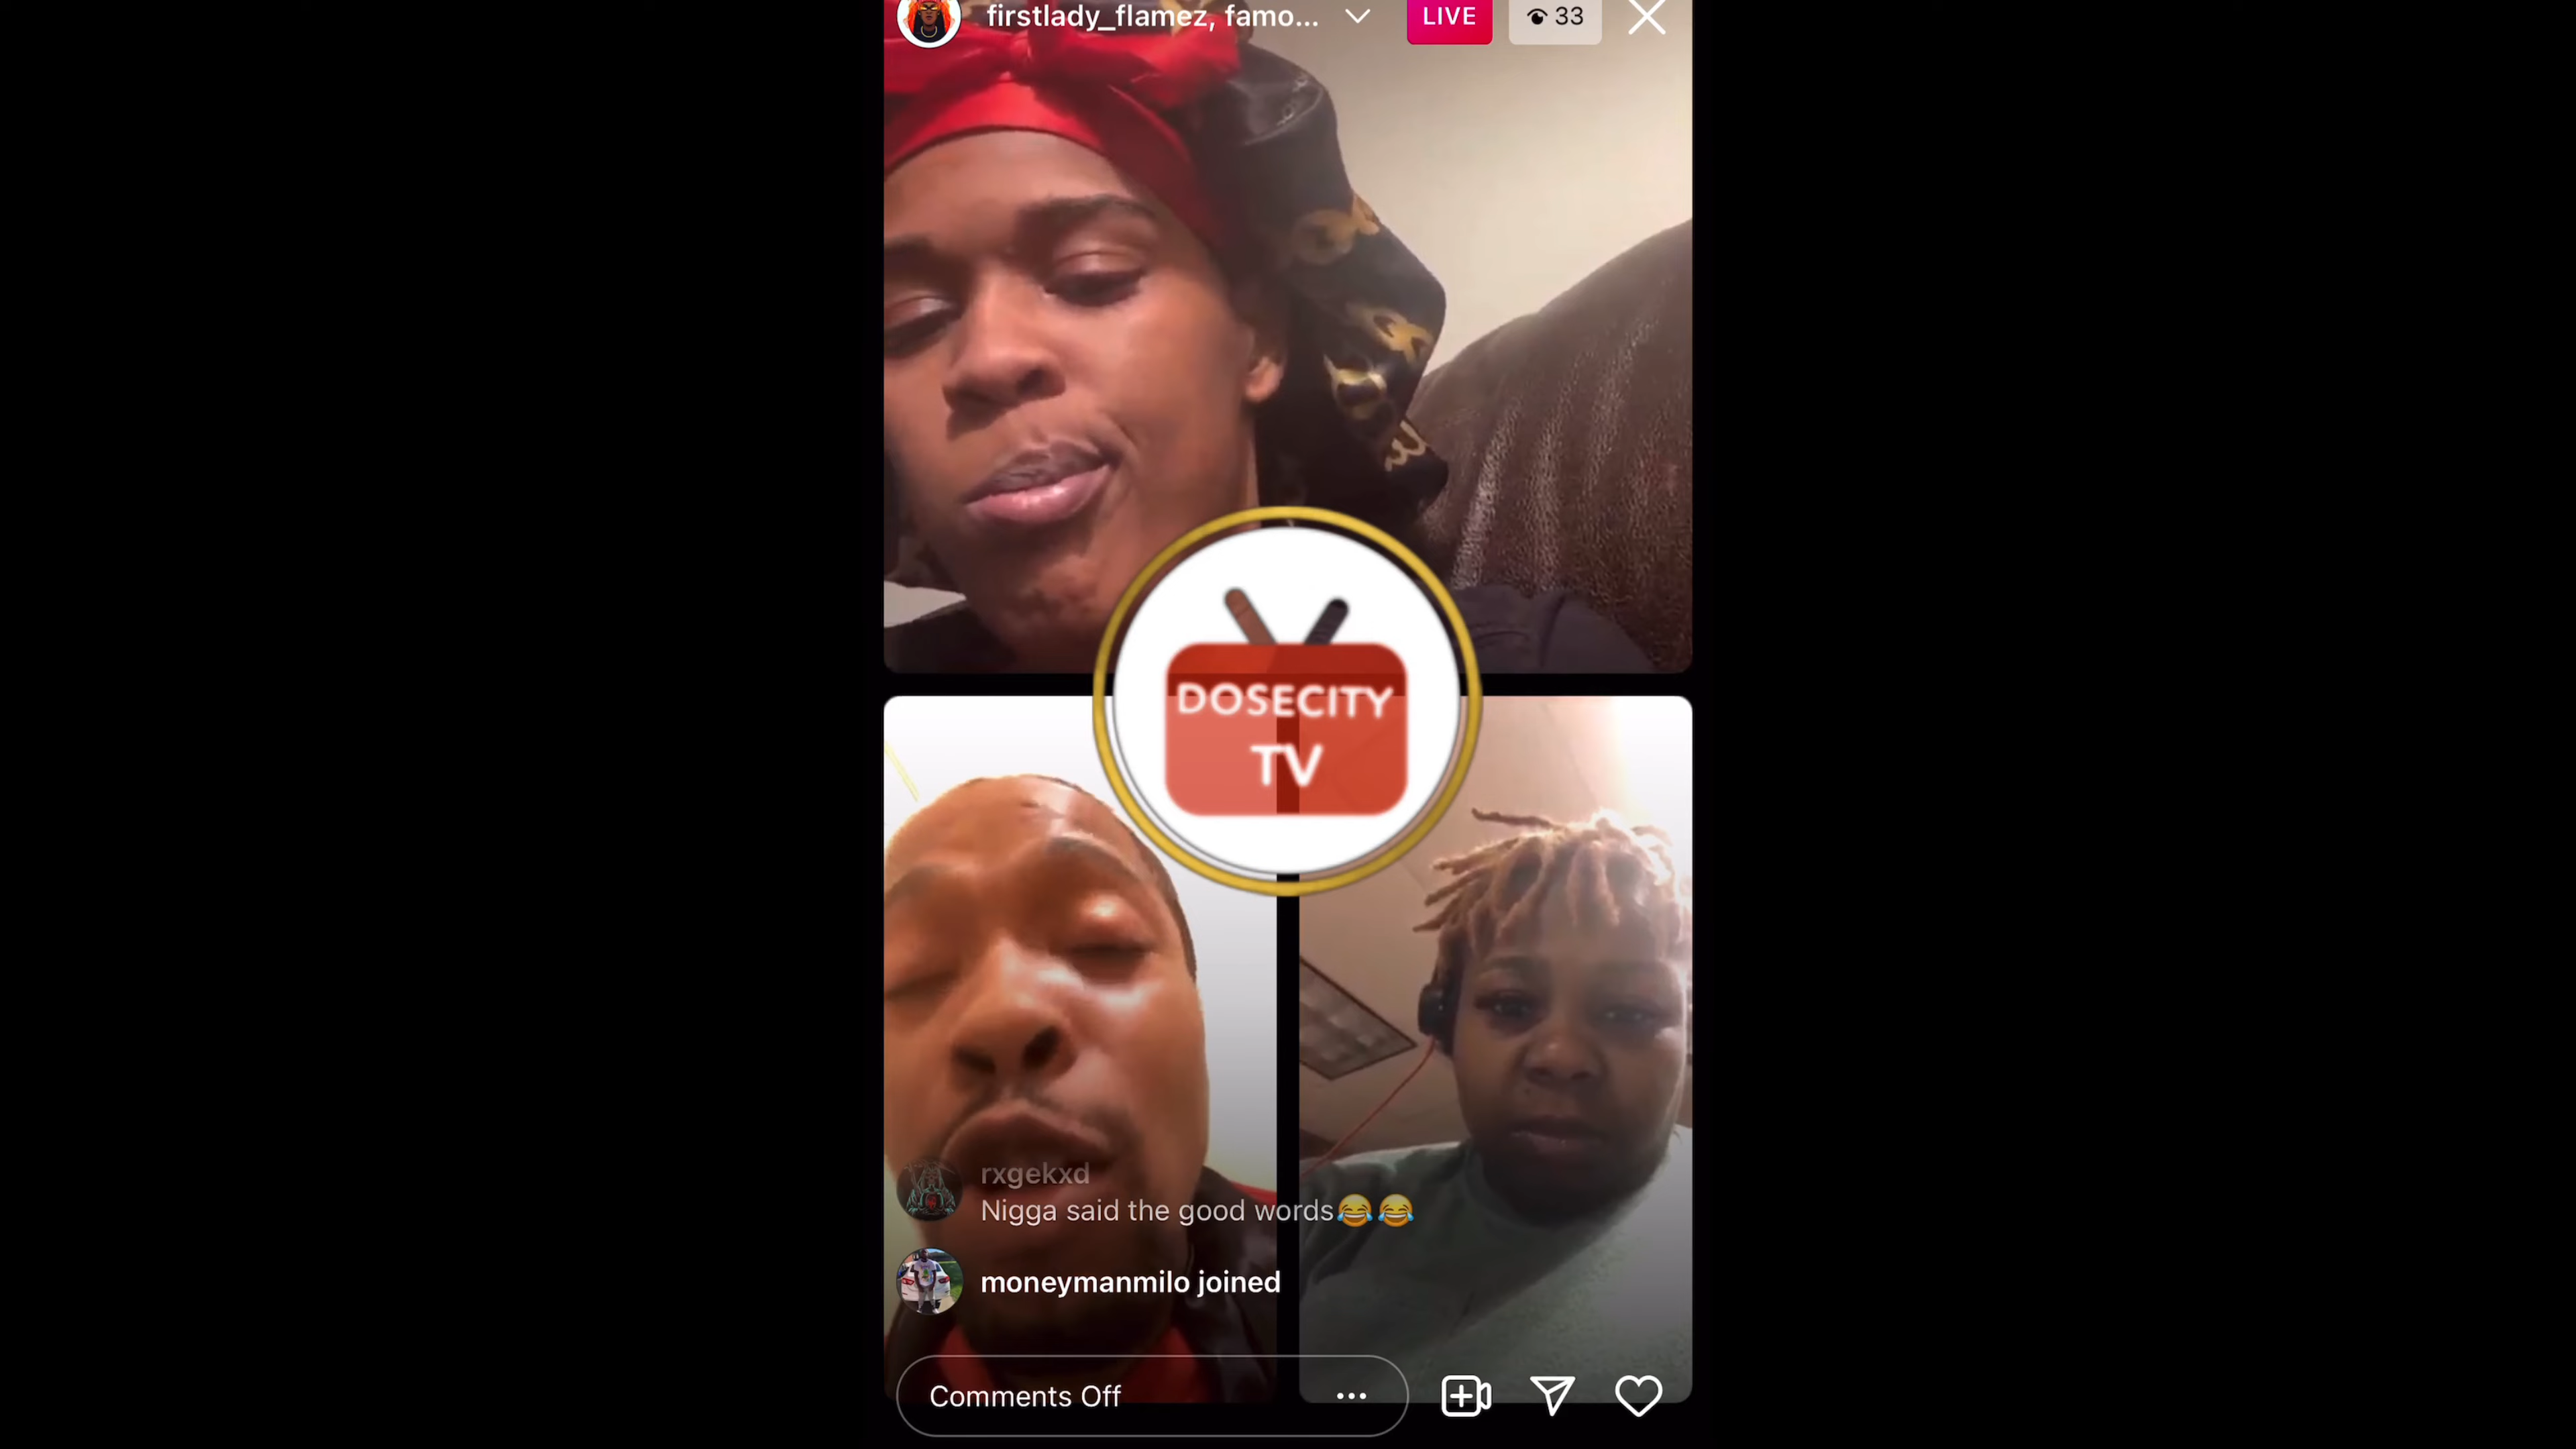 firstlady_flamez, famo...
LIVE
33
DOSECITY
TV
rxgekxd
Nigga said the good words😂😂
moneymanmilo joined
Comments Off